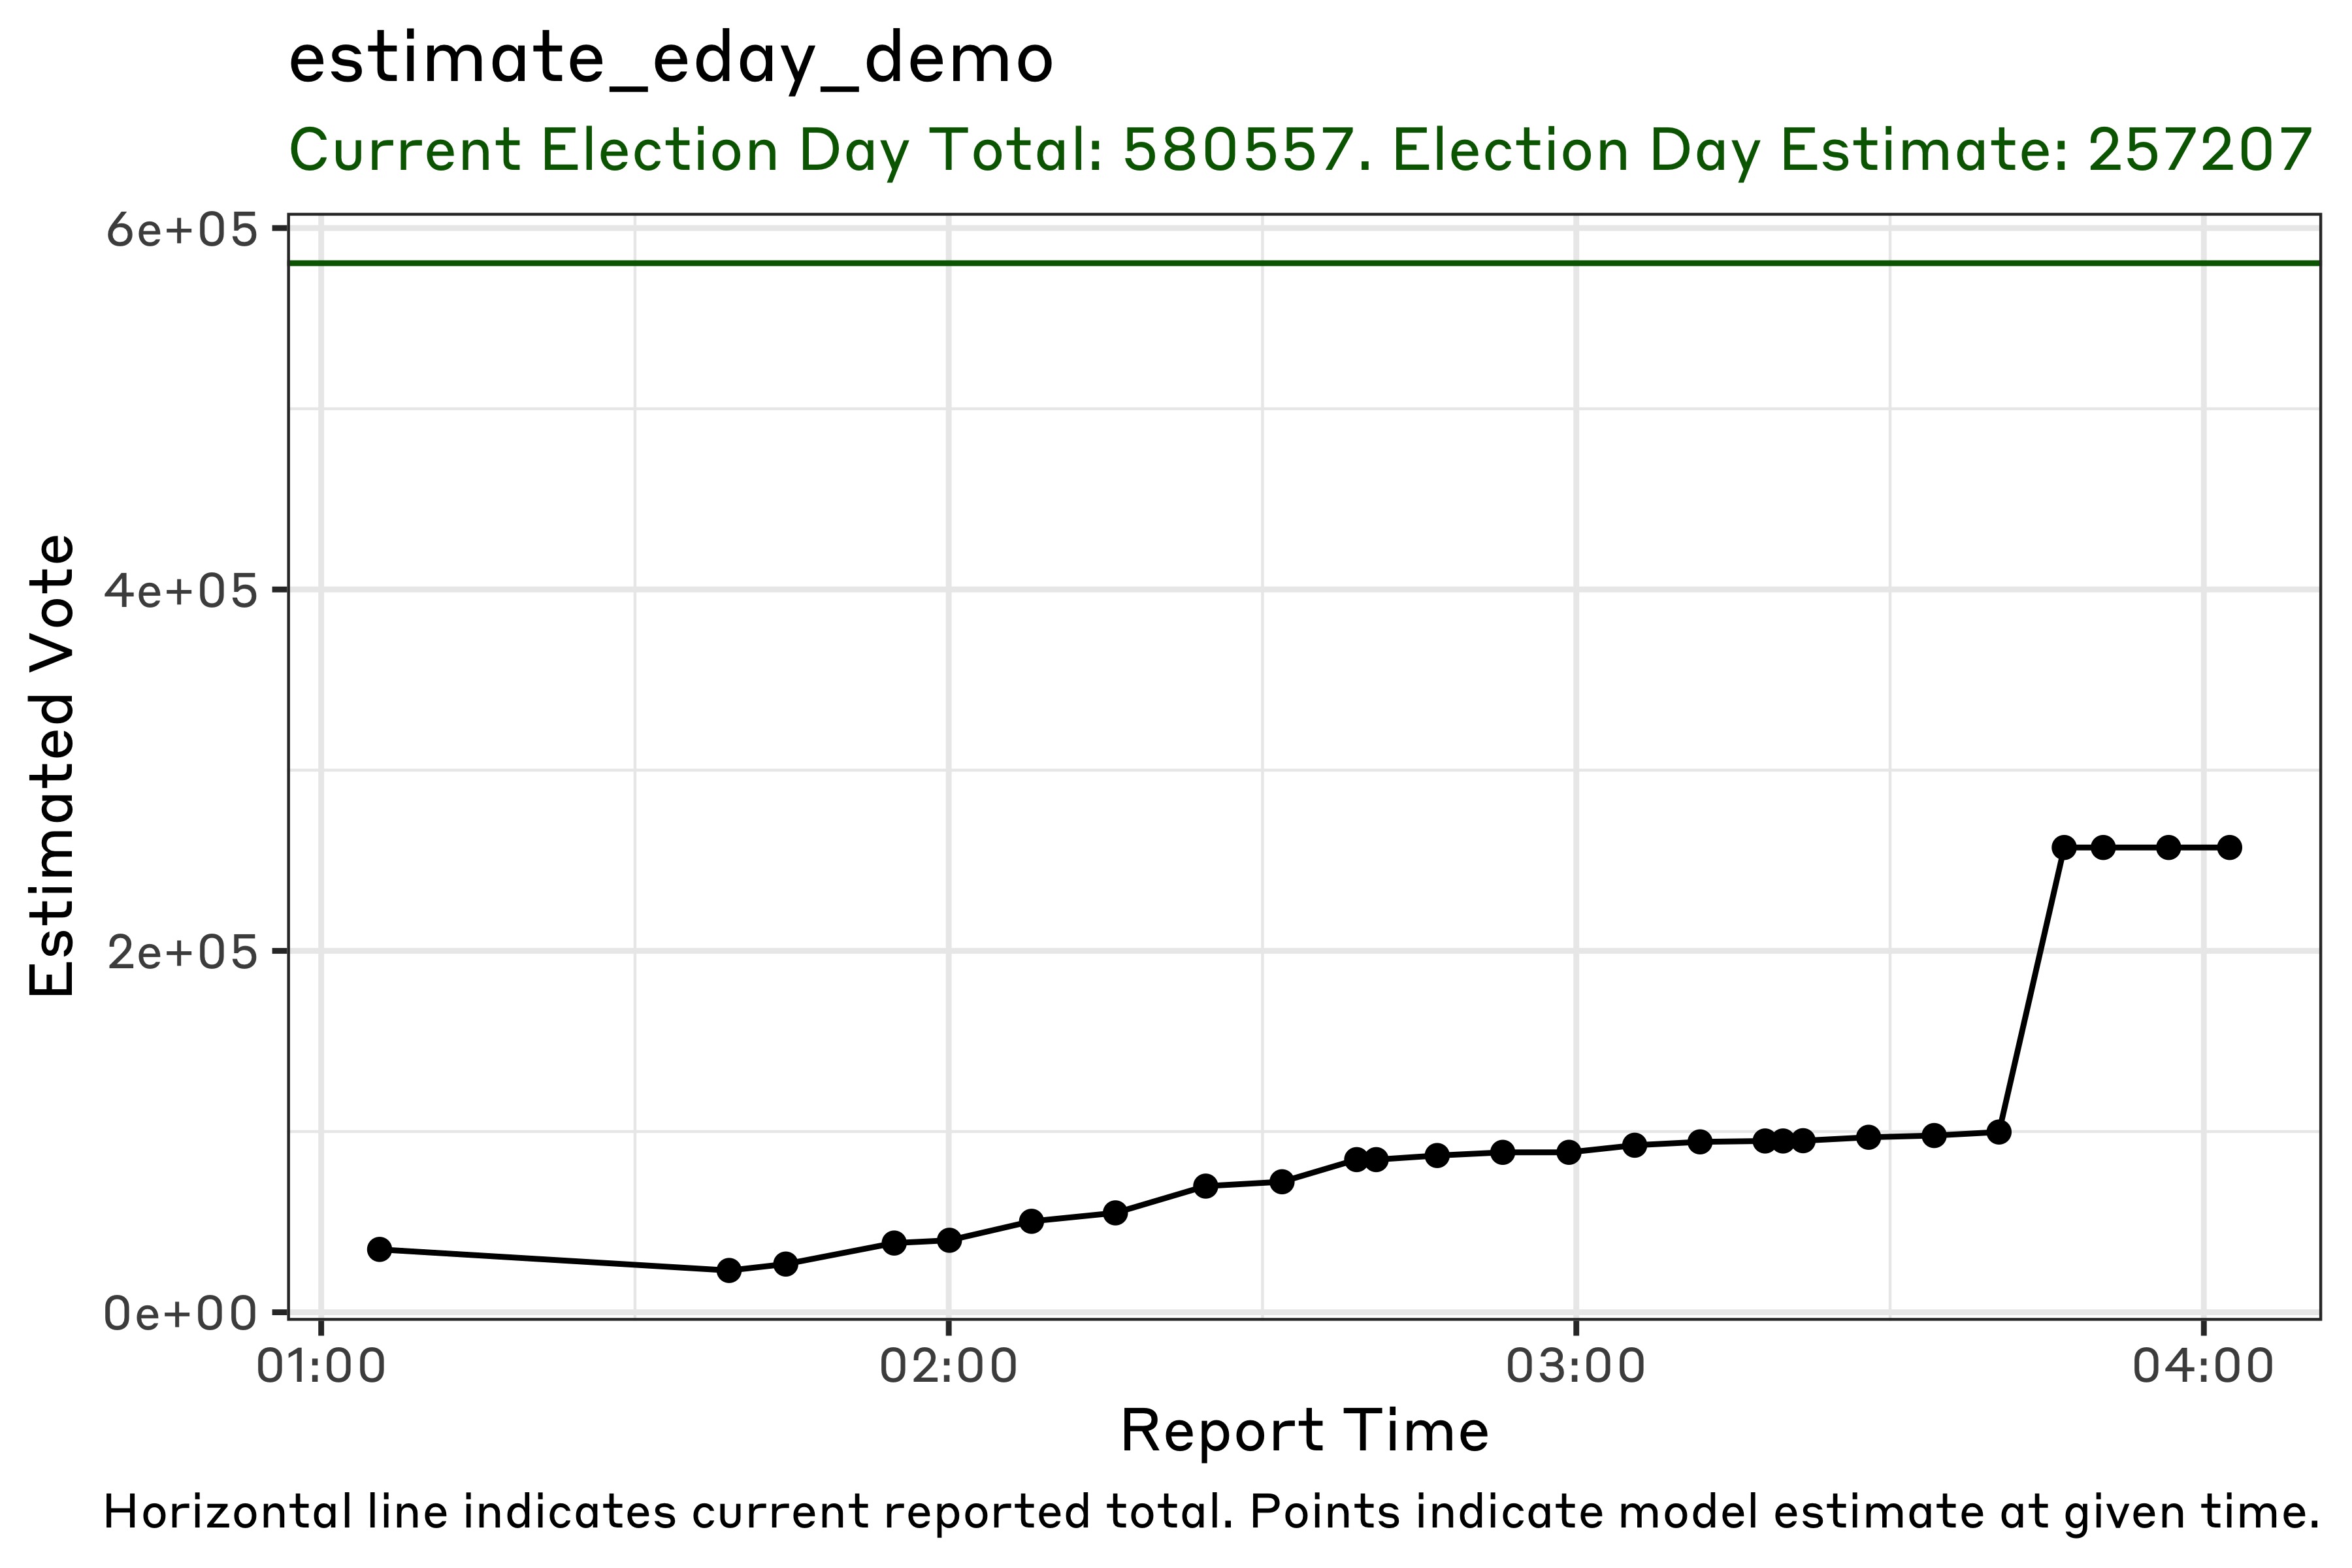 estimate_eday_demo
Current Election Day Total: 580557. Election Day Estimate: 257207
Estimated Vote
6e+05
4e+05
2e+05
0e+00
01:00 02:00 03:00 04:00
Report Time
Horizontal line indicates current reported total. Points indicate model estimate at given time.